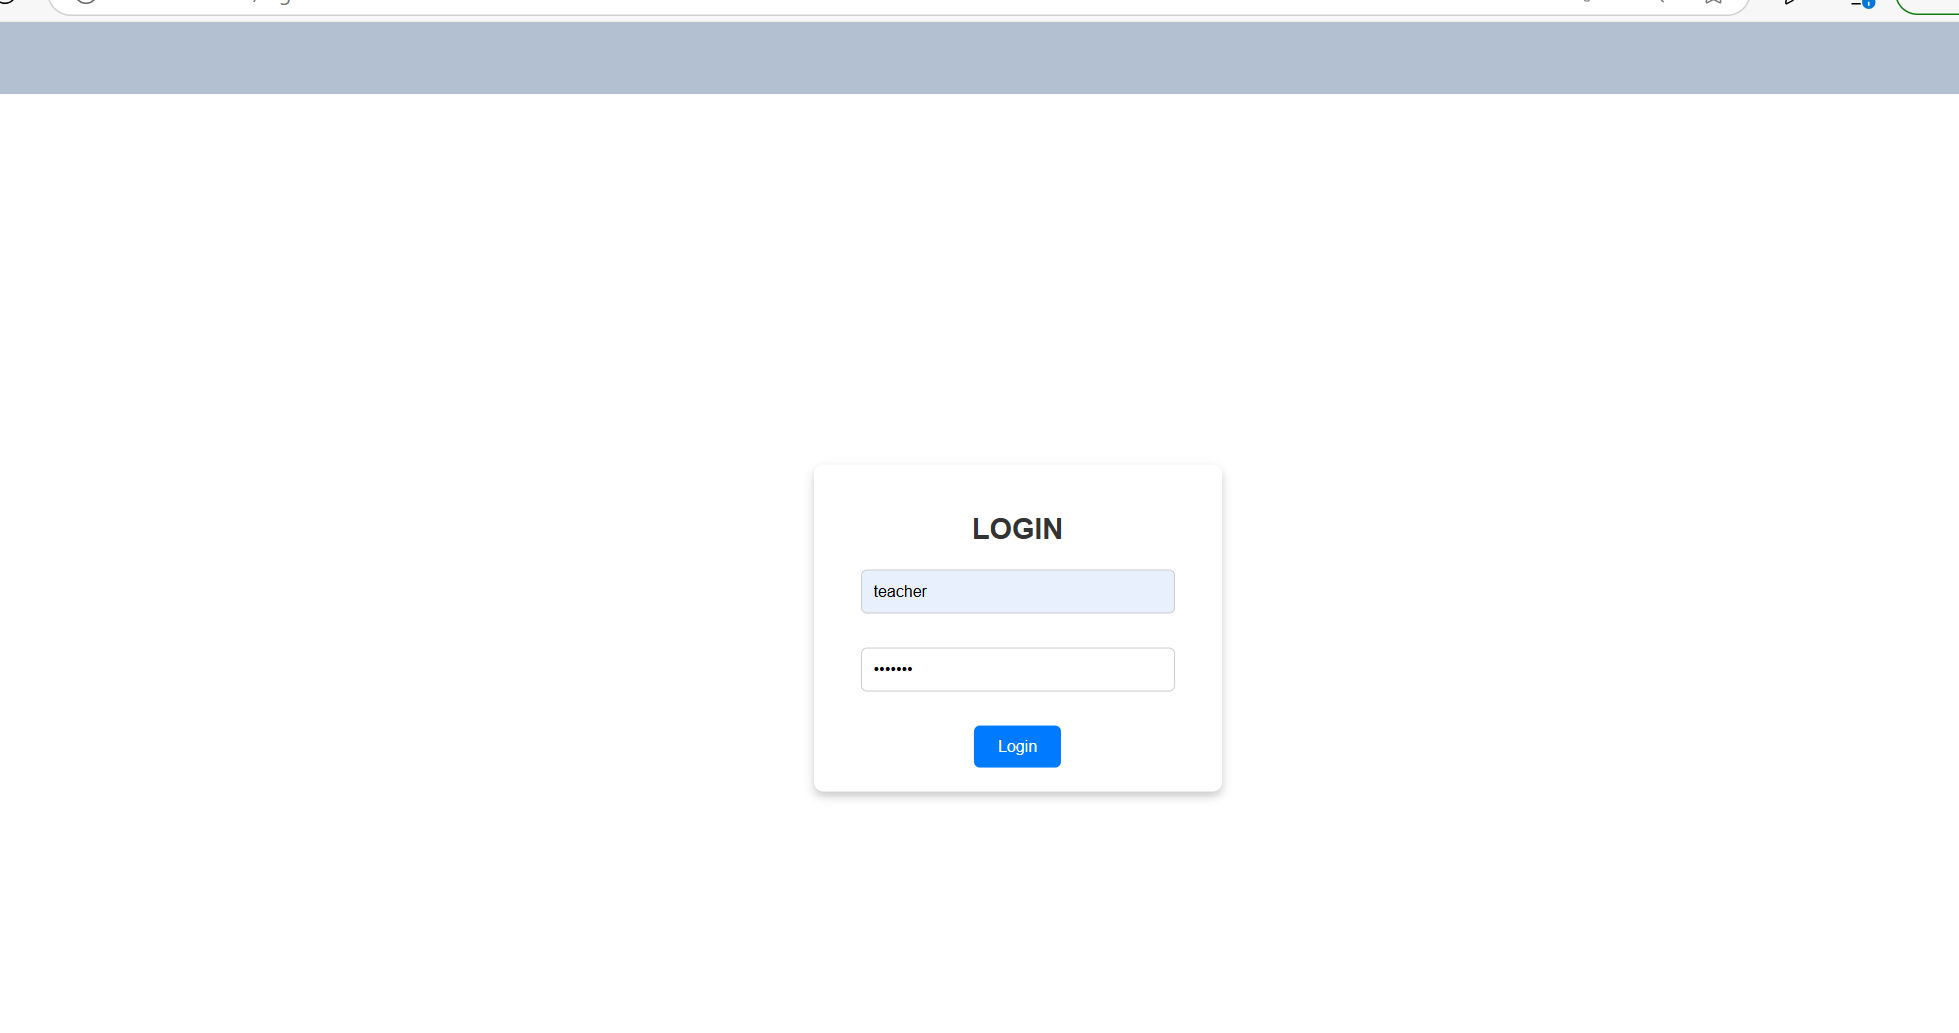 LOGIN
teacher
•••••••
Login